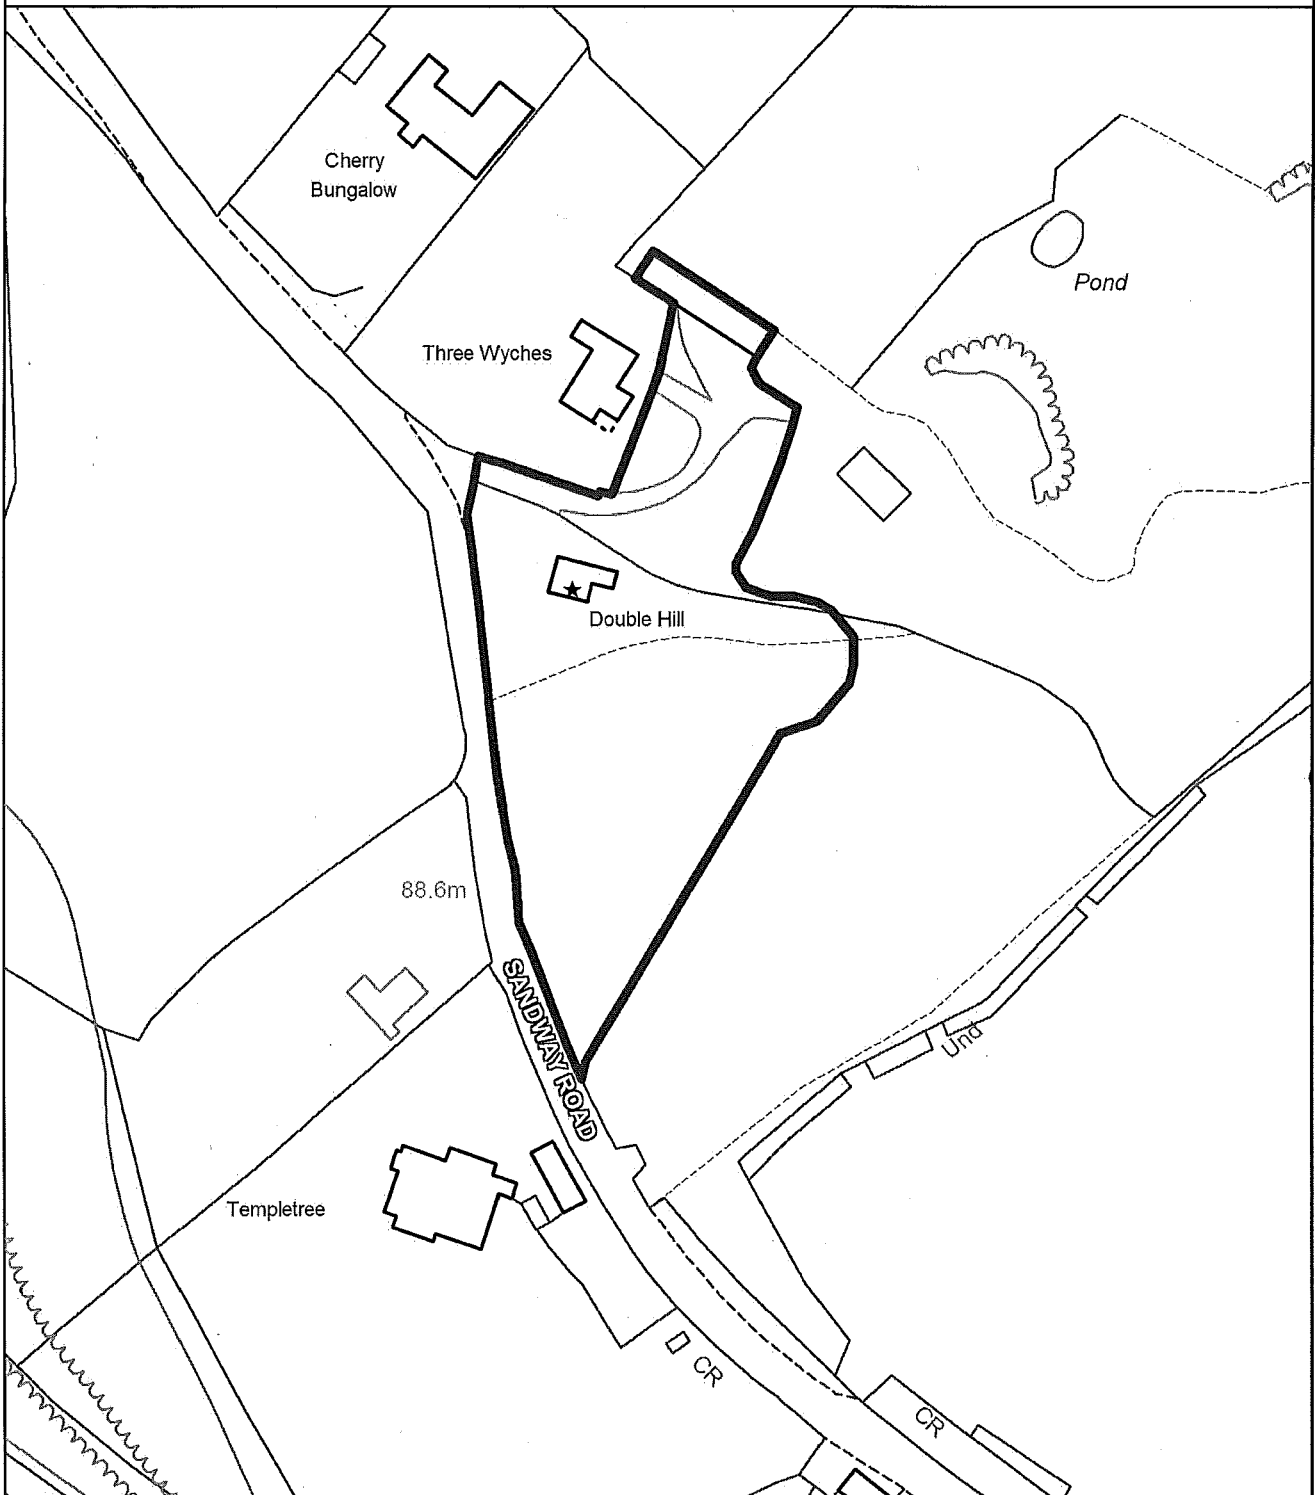 Cherry
Bungalow
Pond
Three Wyches
Double Hill
88.6m
SANDWAY ROAD
Und
Templetree
CR
CR